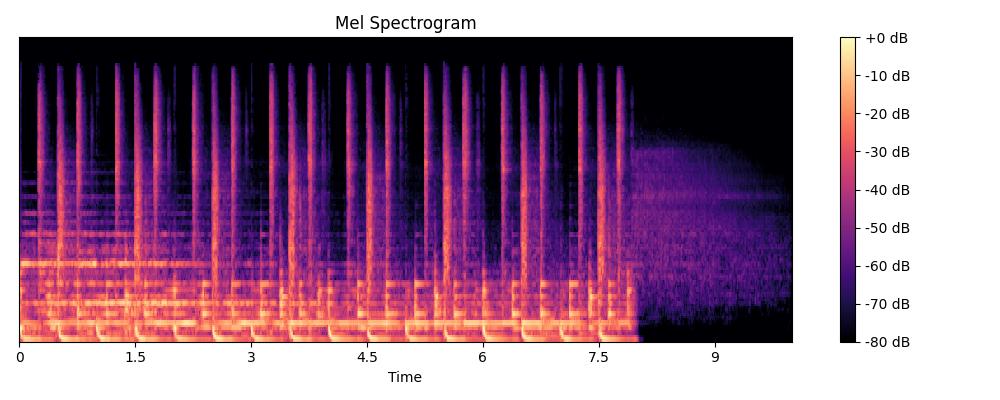 Mel Spectrogram
+0 dB
-10 dB
-20 dB
-30 dB
-40 dB
-50 dB
-60 dB
-70 dB
-80 dB
0 1.5 3 4.5 6 7.5 9
Time